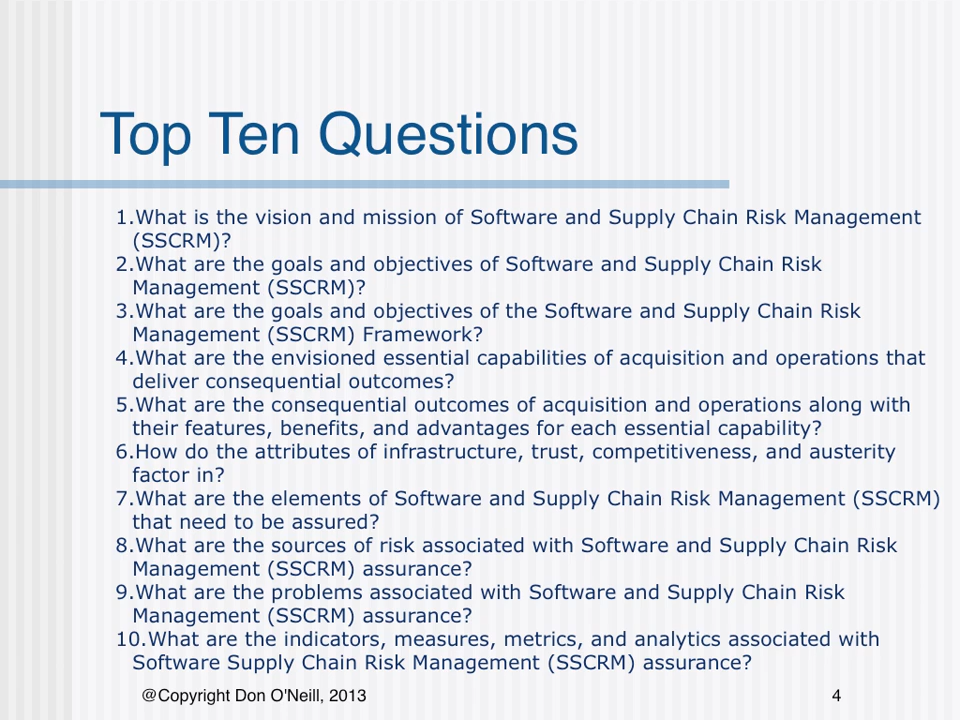 Top Ten Questions
1.What is the vision and mission of Software and Supply Chain Risk Management
(SSCRM)?
2.What are the goals and objectives of Software and Supply Chain Risk
Management (SSCRM)?
3.What are the goals and objectives of the Software and Supply Chain Risk
Management (SSCRM) Framework?
4.What are the envisioned essential capabilities of acquisition and operations that
deliver consequential outcomes?
5.What are the consequential outcomes of acquisition and operations along with
their features, benefits, and advantages for each essential capability?
6.How do the attributes of infrastructure, trust, competitiveness, and austerity
factor in?
7.What are the elements of Software and Supply Chain Risk Management (SSCRM)
that need to be assured?
8.What are the sources of risk associated with Software and Supply Chain Risk
Management (SSCRM) assurance?
9.What are the problems associated with Software and Supply Chain Risk
Management (SSCRM) assurance?
10.What are the indicators, measures, metrics, and analytics associated with
Software Supply Chain Risk Management (SSCRM) assurance?
@Copyright Don O'Neill, 2013
4